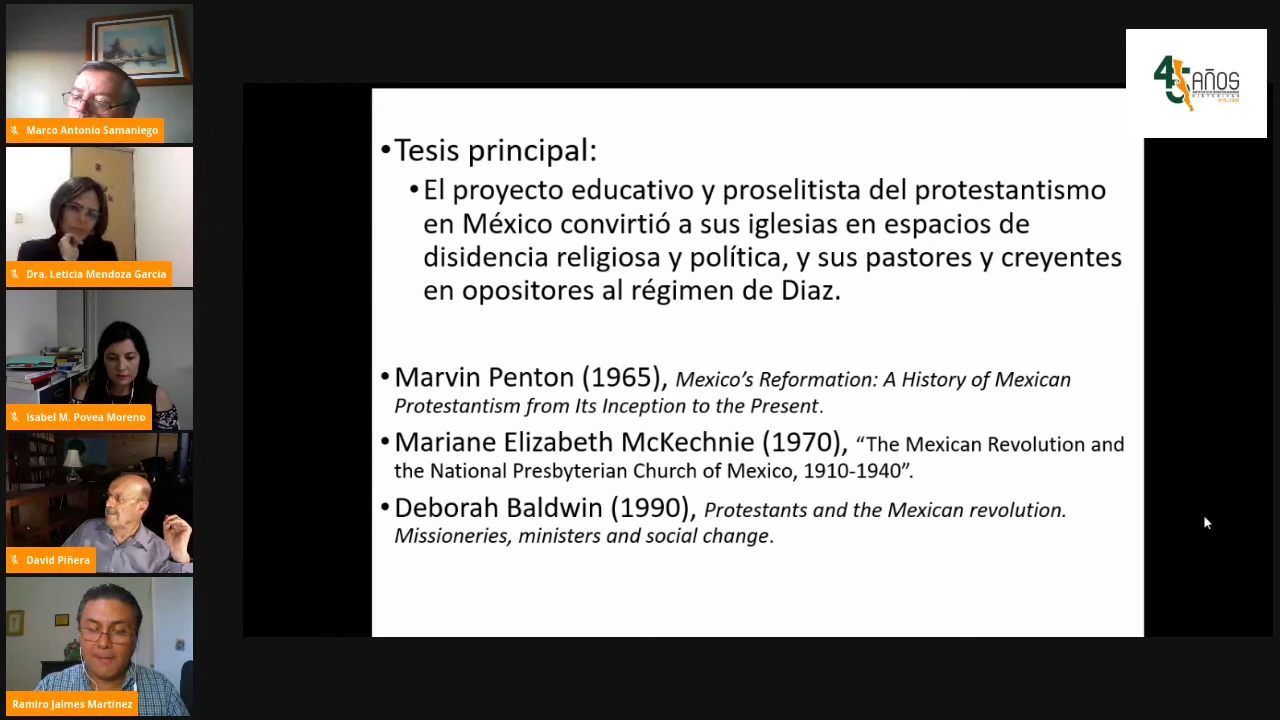 Marco Antonio Samaniego
Dra. Leticia Mendoza García
Isabel M. Povea Moreno
David Piñera
Ramiro Jaimes Martínez
•Tesis principal:
•El proyecto educativo y proselitista del protestantismo
en México convirtió a sus iglesias en espacios de
disidencia religiosa y política, y sus pastores y creyentes
en opositores al régimen de Diaz.
•Marvin Penton (1965), Mexico’s Reformation: A History of Mexican
Protestantism from Its Inception to the Present.
•Mariane Elizabeth McKechnie (1970), “The Mexican Revolution and
the National Presbyterian Church of Mexico, 1910-1940”.
•Deborah Baldwin (1990), Protestants and the Mexican revolution.
Missioneries, ministers and social change.
45 AÑOS